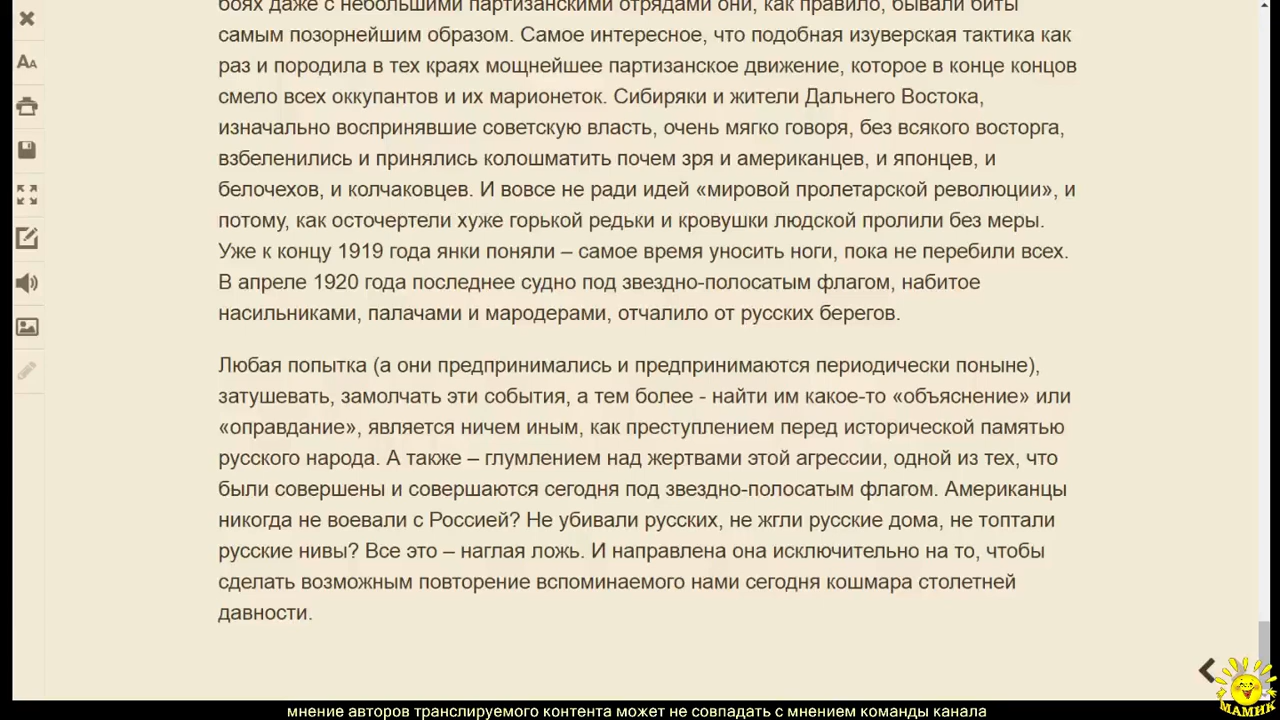 боях даже с небольшими партизанскими отрядами они, как правило, бывали биты
самым позорнейшим образом. Самое интересное, что подобная изуверская тактика как
раз и породила в тех краях мощнейшее партизанское движение, которое в конце концов
смело всех оккупантов и их марионеток. Сибиряки и жители Дальнего Востока,
изначально воспринявшие советскую власть, очень мягко говоря, без всякого восторга,
взбеленились и принялись колошматить почем зря и американцев, и японцев, и
белочехов, и колчаковцев. И вовсе не ради идей «мировой пролетарской революции», и
потому, как осточертели хуже горькой редьки и кровушки людской пролили без меры.
Уже к концу 1919 года янки поняли – самое время уносить ноги, пока не перебили всех.
В апреле 1920 года последнее судно под звездно-полосатым флагом, набитое
насильниками, палачами и мародерами, отчалило от русских берегов.
Любая попытка (а они предпринимались и предпринимаются периодически поныне),
затушевать, замолчать эти события, а тем более - найти им какое-то «объяснение» или
«оправдание», является ничем иным, как преступлением перед исторической памятью
русского народа. А также – глумлением над жертвами этой агрессии, одной из тех, что
были совершены и совершаются сегодня под звездно-полосатым флагом. Американцы
никогда не воевали с Россией? Не убивали русских, не жгли русские дома, не топтали
русские нивы? Все это – наглая ложь. И направлена она исключительно на то, чтобы
сделать возможным повторение вспоминаемого нами сегодня кошмара столетней
давности.
МАМИК
мнение авторов транслируемого контента может не совпадать с мнением команды канала